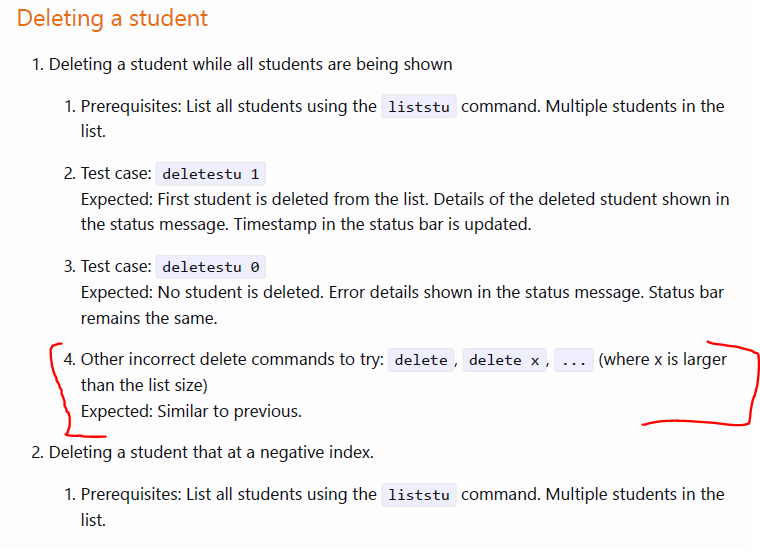 Deleting a student
1. Deleting a student while all students are being shown
1. Prerequisites: List all students using the liststu command. Multiple students in the
list.
2. Test case: deletestu 1
Expected: First student is deleted from the list. Details of the deleted student shown in
the status message. Timestamp in the status bar is updated.
3. Test case: deletestu 0
Expected: No student is deleted. Error details shown in the status message. Status bar
remains the same.
4. Other incorrect delete commands to try: delete, delete x, ... (where x is larger
than the list size)
Expected: Similar to previous.
2. Deleting a student that at a negative index.
1. Prerequisites: List all students using the liststu command. Multiple students in the
list.